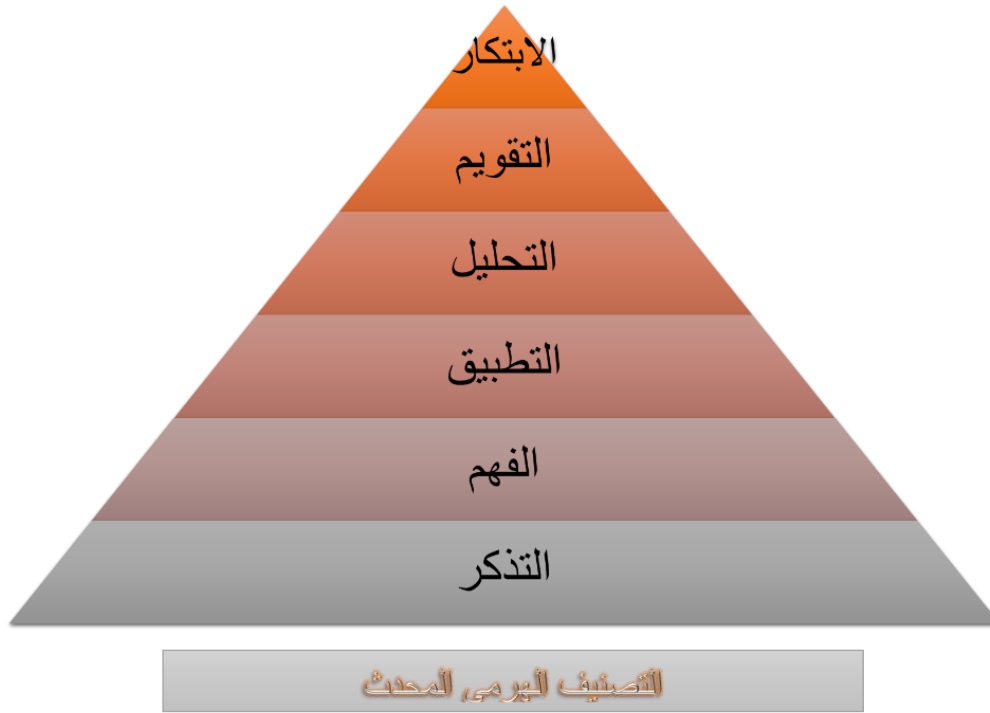 الابتكار
التقويم
التحليل
التطبيق
الفهم
التذكر
التصنيف الهرمي المحدث